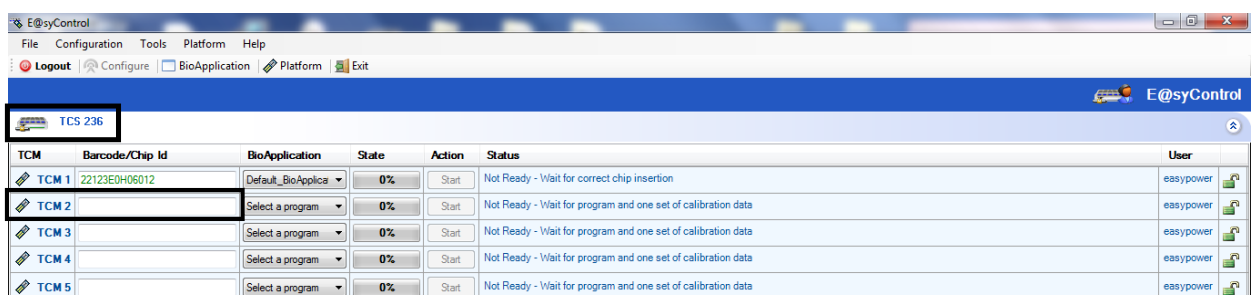 E@syControl
File Configuration Tools Platform Help
Logout Configure BioApplication Platform Exit
E@syControl
TCS 236
TCM Barcode/Chip Id BioApplication State Action Status User
TCM 1 22123E0H06012 Default_BioApplica 0% Start Not Ready - Wait for correct chip insertion easypower
TCM 2 Select a program 0% Start Not Ready - Wait for program and one set of calibration data easypower
TCM 3 Select a program 0% Start Not Ready - Wait for program and one set of calibration data easypower
TCM 4 Select a program 0% Start Not Ready - Wait for program and one set of calibration data easypower
TCM 5 Select a program 0% Start Not Ready - Wait for program and one set of calibration data easypower